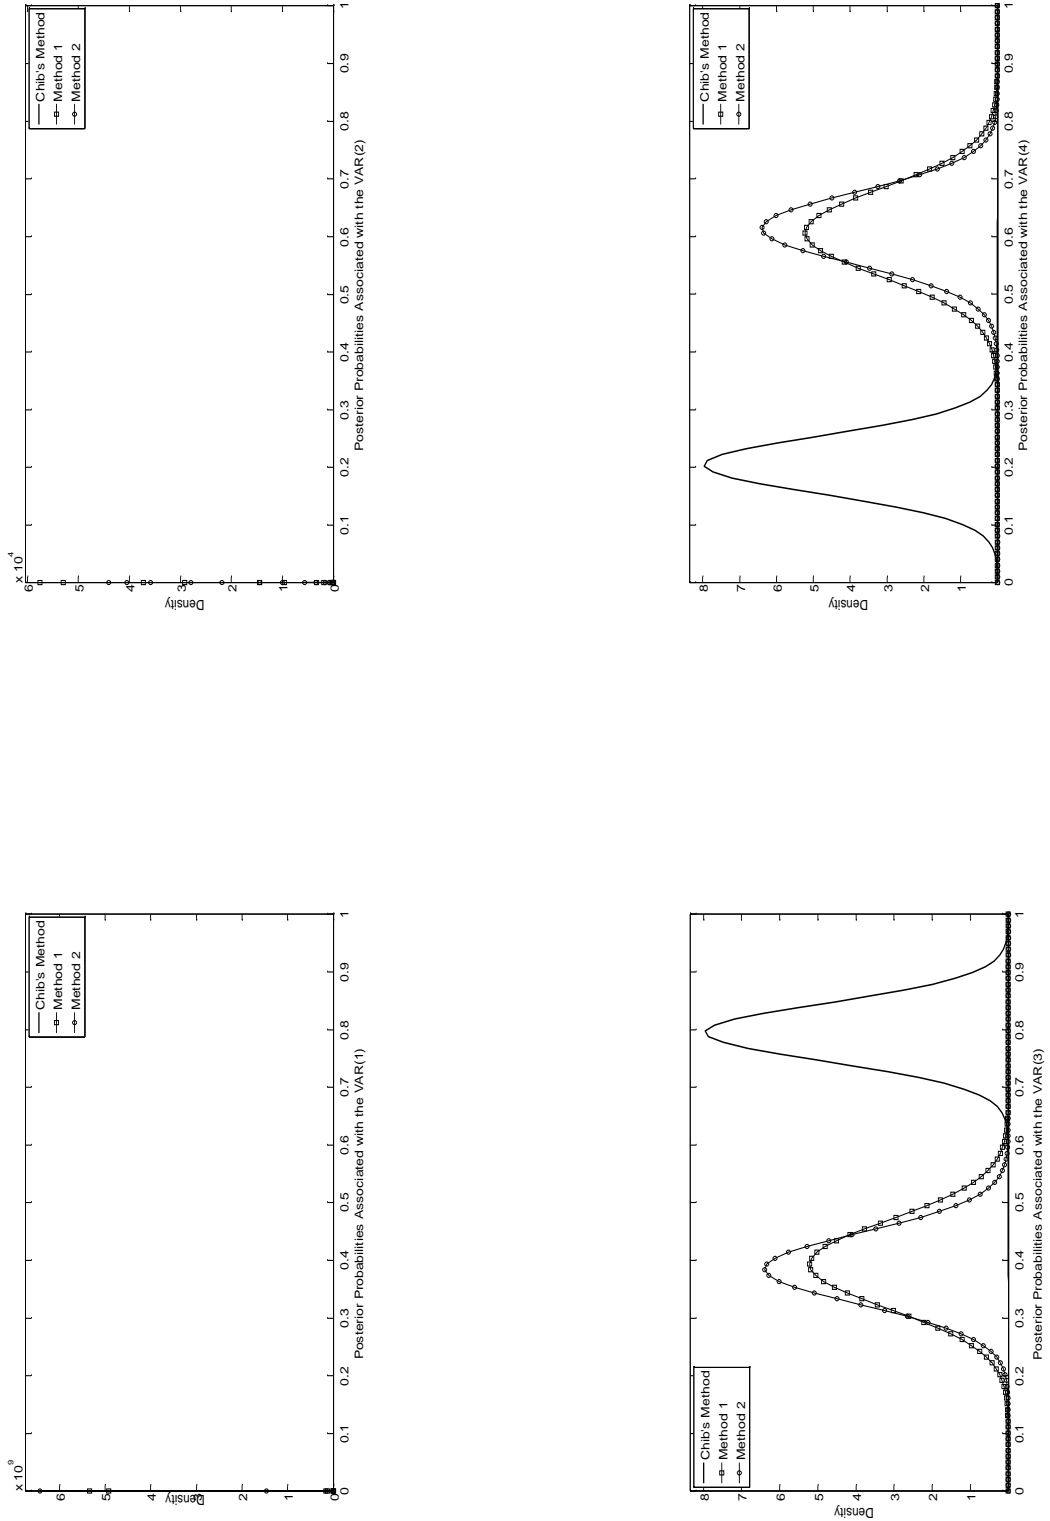 x 10^9
6
5
4
3
2
1
0
Density
Chib's Method
Method 1
Method 2
0 0.1 0.2 0.3 0.4 0.5 0.6 0.7 0.8 0.9 1
Posterior Probabilities Associated with the VAR(1)
x 10^4
6
5
4
3
2
1
0
Density
Chib's Method
Method 1
Method 2
0 0.1 0.2 0.3 0.4 0.5 0.6 0.7 0.8 0.9 1
Posterior Probabilities Associated with the VAR(2)
8
7
6
5
4
3
2
1
Density
Chib's Method
Method 1
Method 2
0 0.1 0.2 0.3 0.4 0.5 0.6 0.7 0.8 0.9 1
Posterior Probabilities Associated with the VAR(3)
8
7
6
5
4
3
2
1
Density
Chib's Method
Method 1
Method 2
0 0.1 0.2 0.3 0.4 0.5 0.6 0.7 0.8 0.9 1
Posterior Probabilities Associated with the VAR(4)